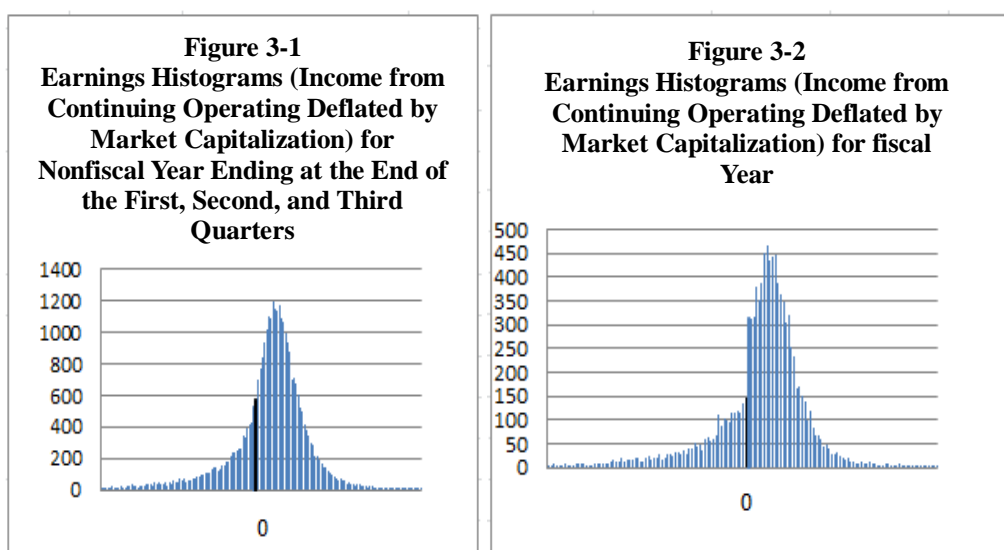 Figure 3-1
Earnings Histograms (Income from
Continuing Operating Deflated by
Market Capitalization) for
Nonfiscal Year Ending at the End of
the First, Second, and Third
Quarters
1400
1200
1000
800
600
400
200
0
0
Figure 3-2
Earnings Histograms (Income from
Continuing Operating Deflated by
Market Capitalization) for fiscal
Year
500
450
400
350
300
250
200
150
100
50
0
0